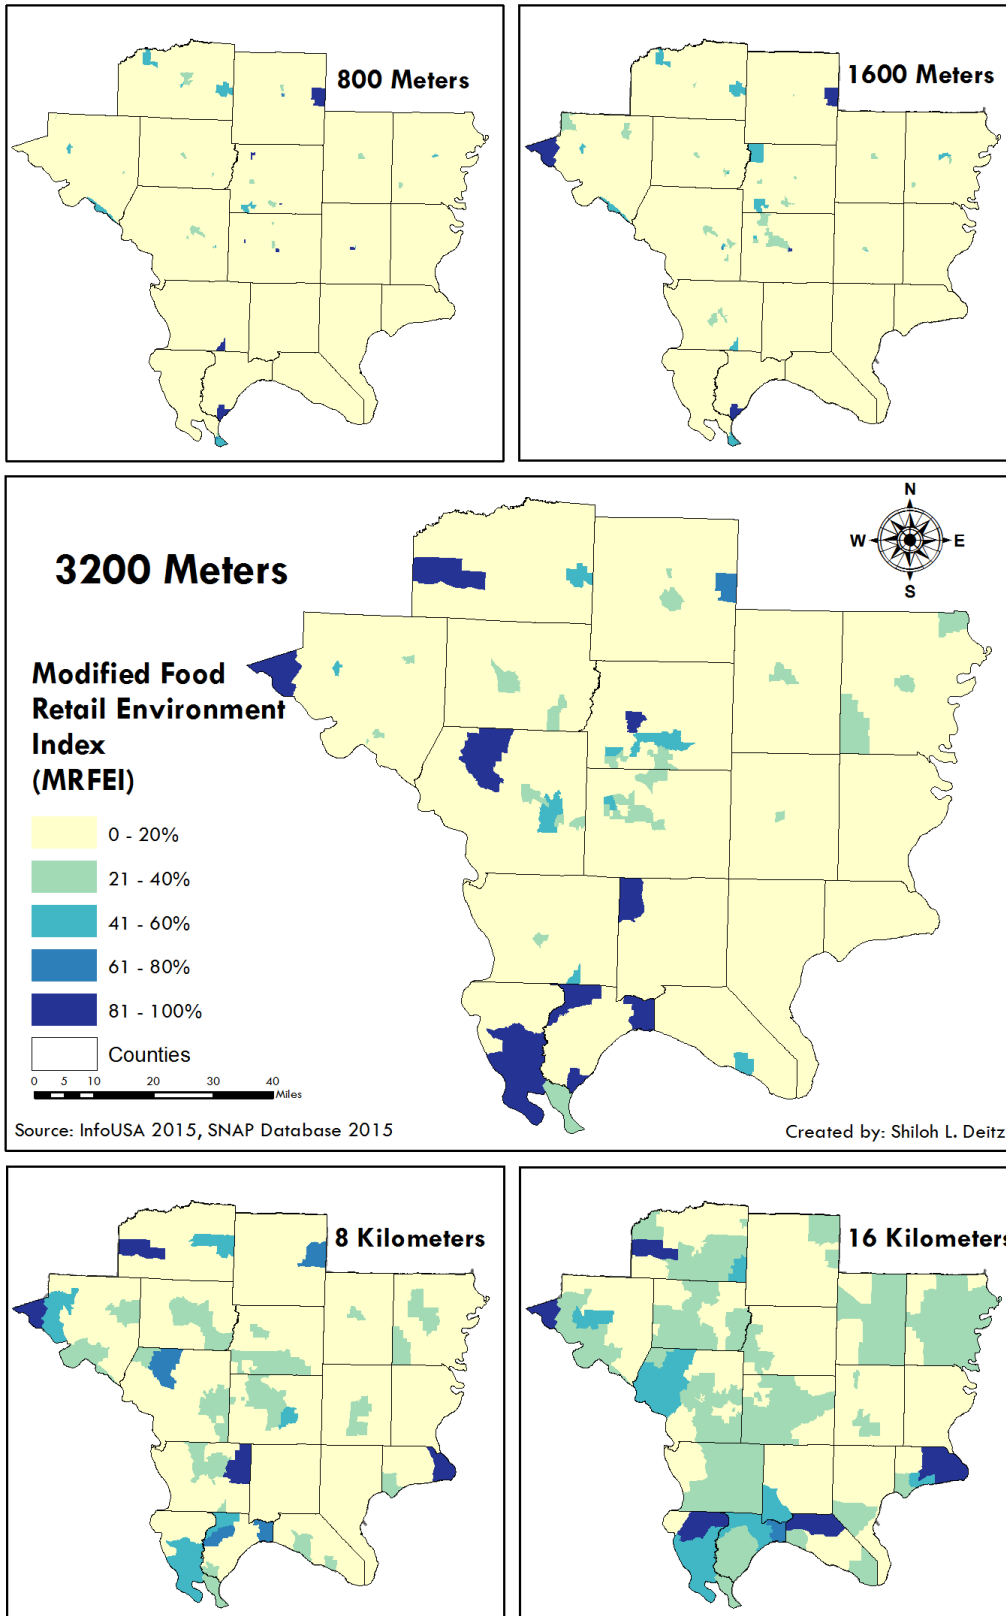 800 Meters
1600 Meters
3200 Meters
N
W
E
S
Modified Food
Retail Environment
Index
(MRFEI)
0 - 20%
21 - 40%
41 - 60%
61 - 80%
81 - 100%
Counties
0 5 10 20 30 40
Miles
Source: InfoUSA 2015, SNAP Database 2015
Created by: Shiloh L. Deitz
8 Kilometers
16 Kilometers